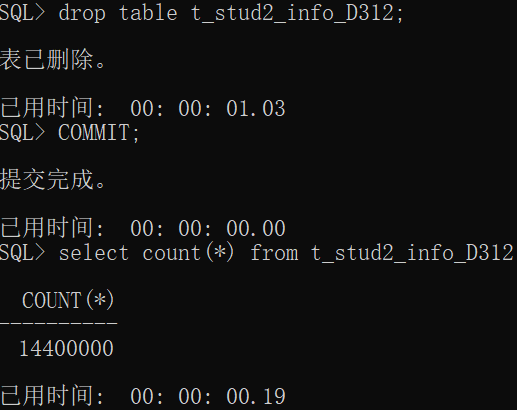 SQL> drop table t_stud2_info_D312;
表已删除。
已用时间:  00: 00: 01.03
SQL> COMMIT;
提交完成。
已用时间:  00: 00: 00.00
SQL> select count(*) from t_stud2_info_D312
COUNT(*)
----------
14400000
已用时间:  00: 00: 00.19